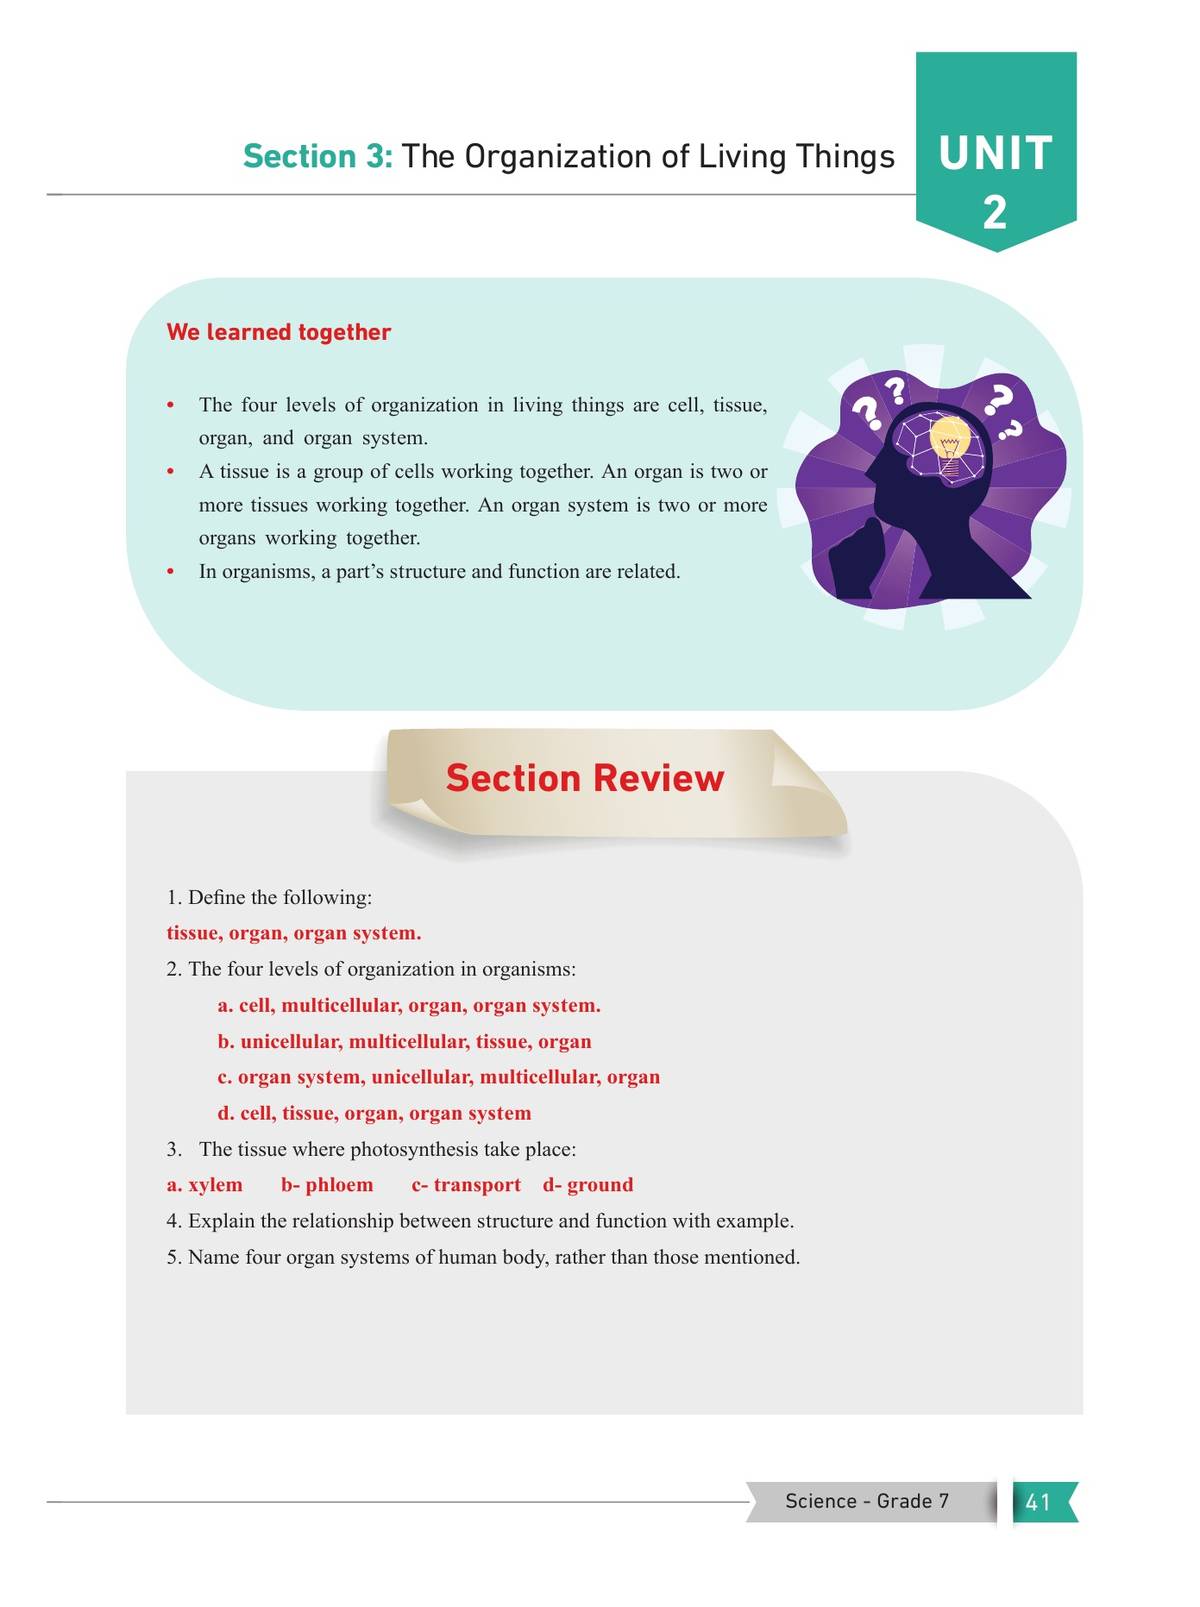 Section 3: The Organization of Living Things
UNIT
2
We learned together
• The four levels of organization in living things are cell, tissue,
organ, and organ system.
• A tissue is a group of cells working together. An organ is two or
more tissues working together. An organ system is two or more
organs working together.
• In organisms, a part’s structure and function are related.
? ? ? ?
Section Review
1. Define the following:
tissue, organ, organ system.
2. The four levels of organization in organisms:
a. cell, multicellular, organ, organ system.
b. unicellular, multicellular, tissue, organ
c. organ system, unicellular, multicellular, organ
d. cell, tissue, organ, organ system
3. The tissue where photosynthesis take place:
a. xylem b- phloem c- transport d- ground
4. Explain the relationship between structure and function with example.
5. Name four organ systems of human body, rather than those mentioned.
Science - Grade 7
41